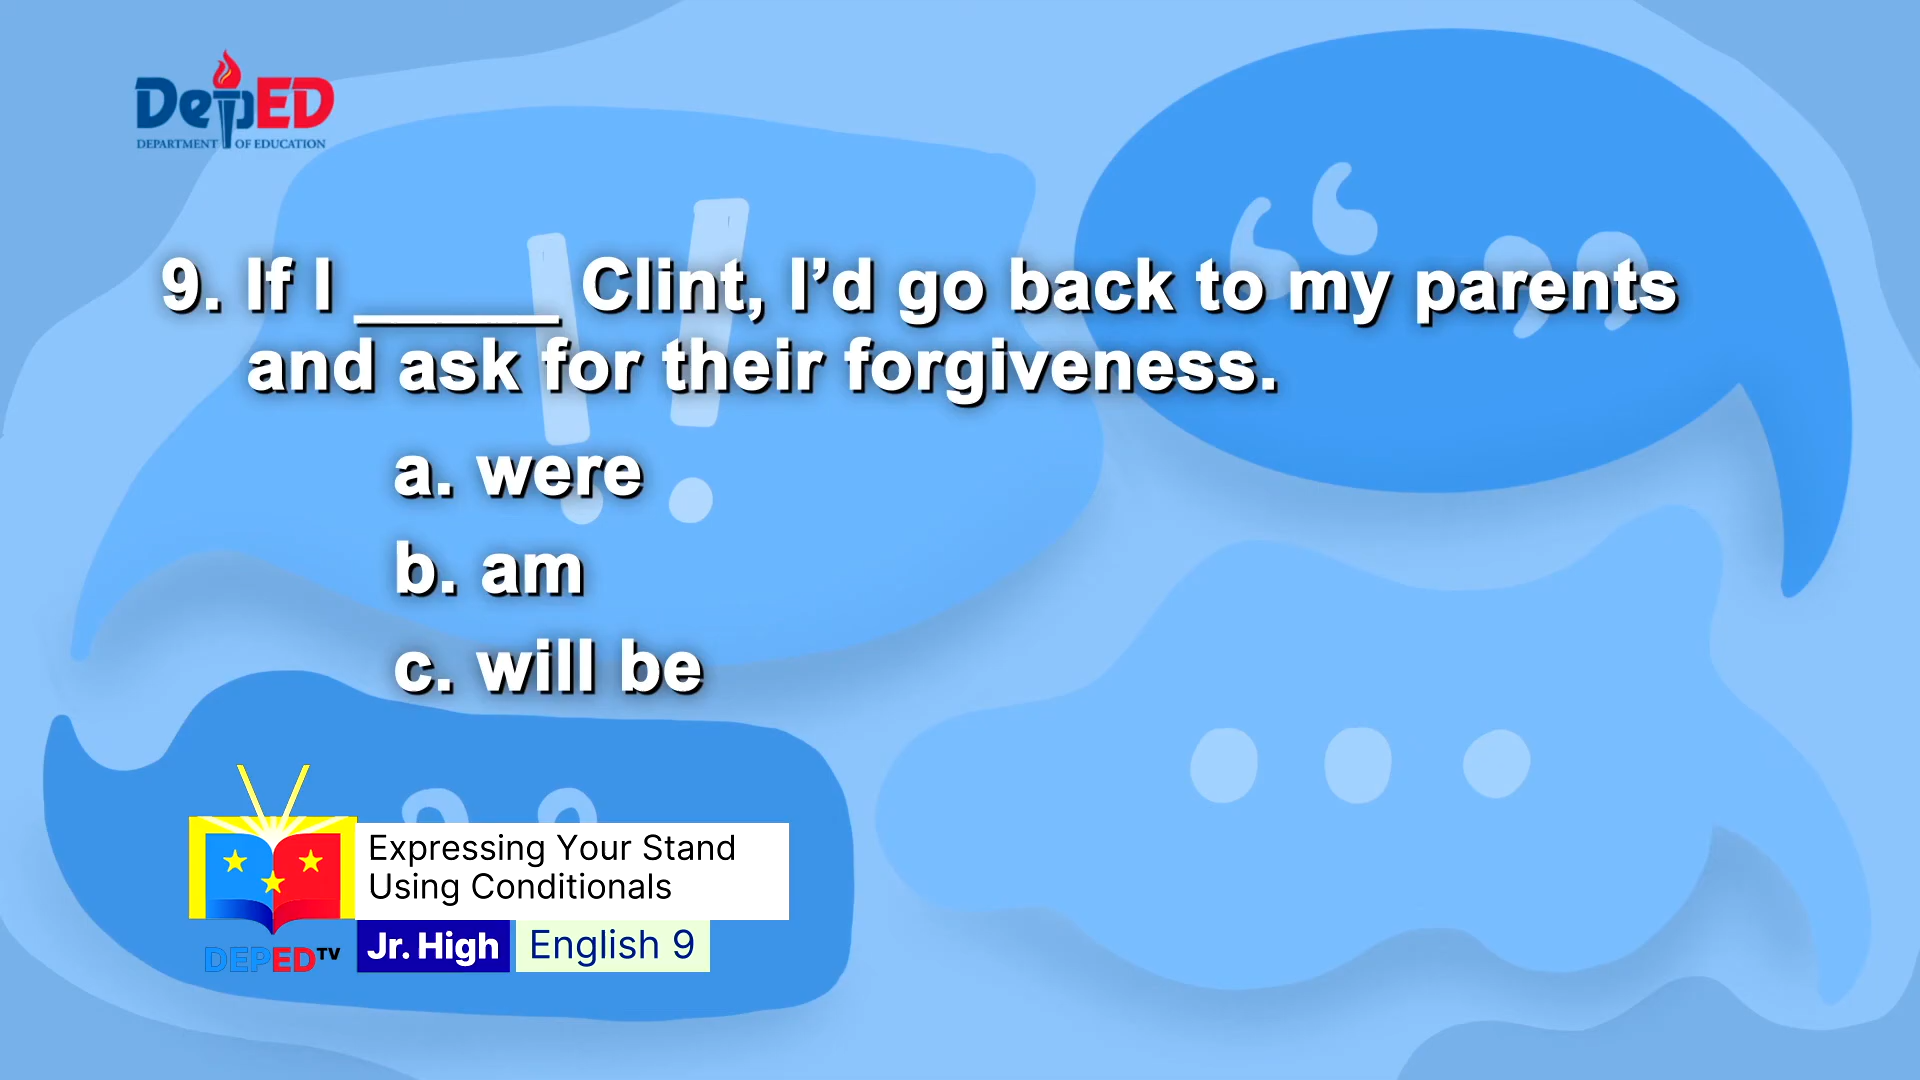 DepED
DEPARTMENT OF EDUCATION
9. If I _____ Clint, I’d go back to my parents
and ask for their forgiveness.
a. were
b. am
c. will be
Expressing Your Stand
Using Conditionals
DEPED TV
Jr. High
English 9